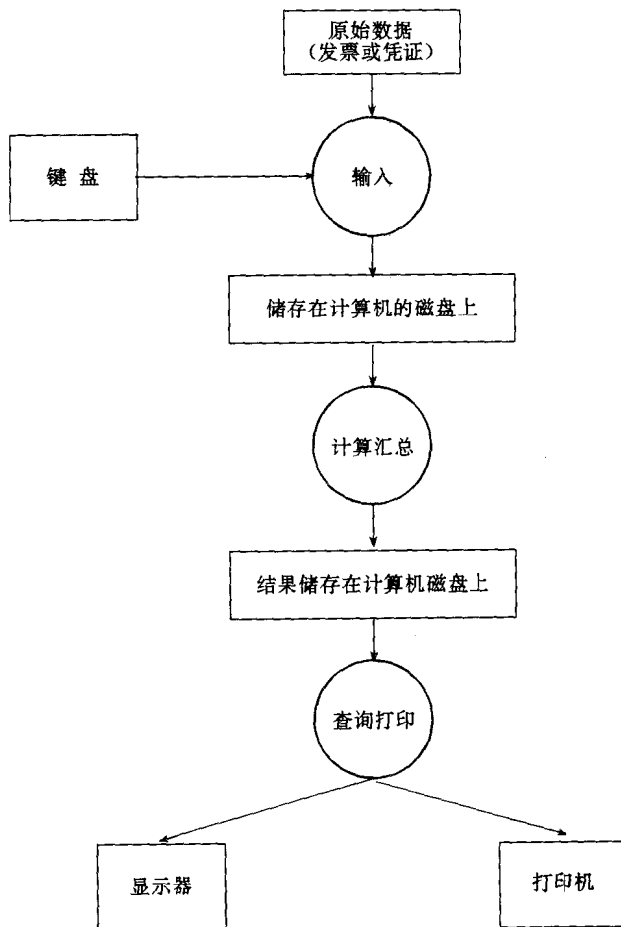 原始数据
（发票或凭证）
键 盘
输入
储存在计算机的磁盘上
计算汇总
结果储存在计算机磁盘上
查询打印
显示器
打印机